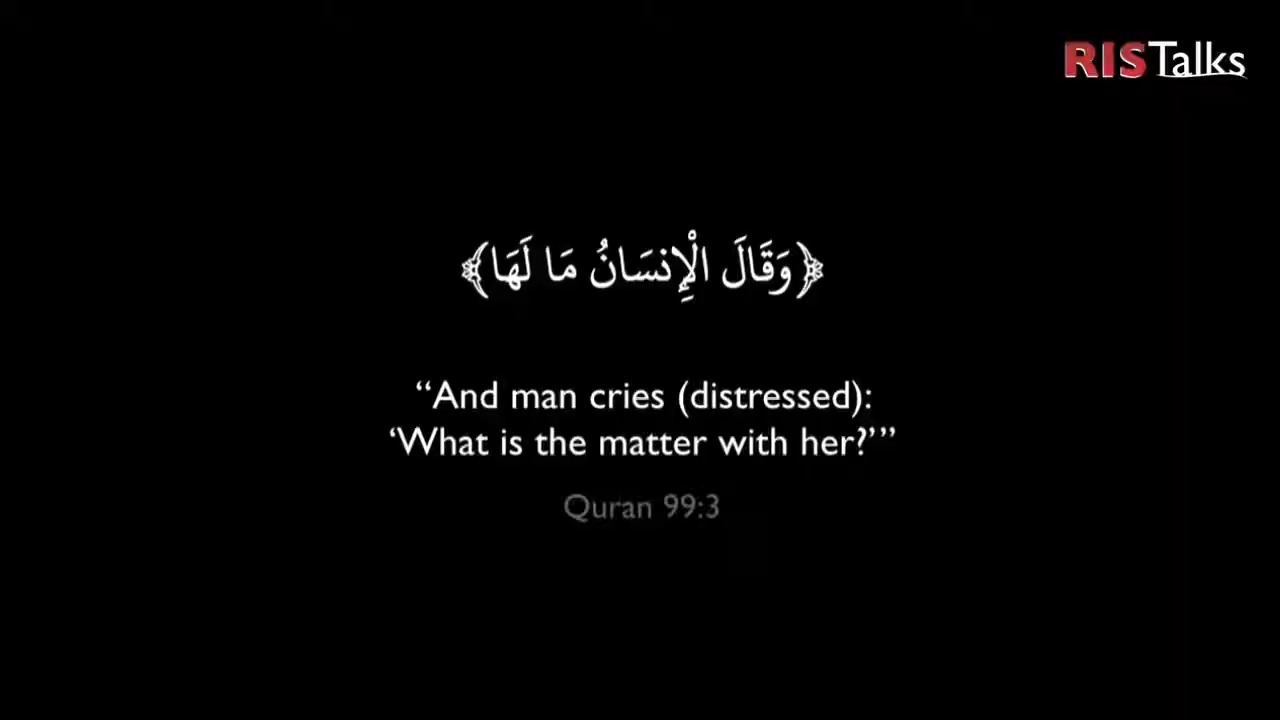 RISTalks
﴿وَقَالَ الْإِنسَانُ مَا لَهَا﴾
“And man cries (distressed):
‘What is the matter with her?’”
Quran 99:3